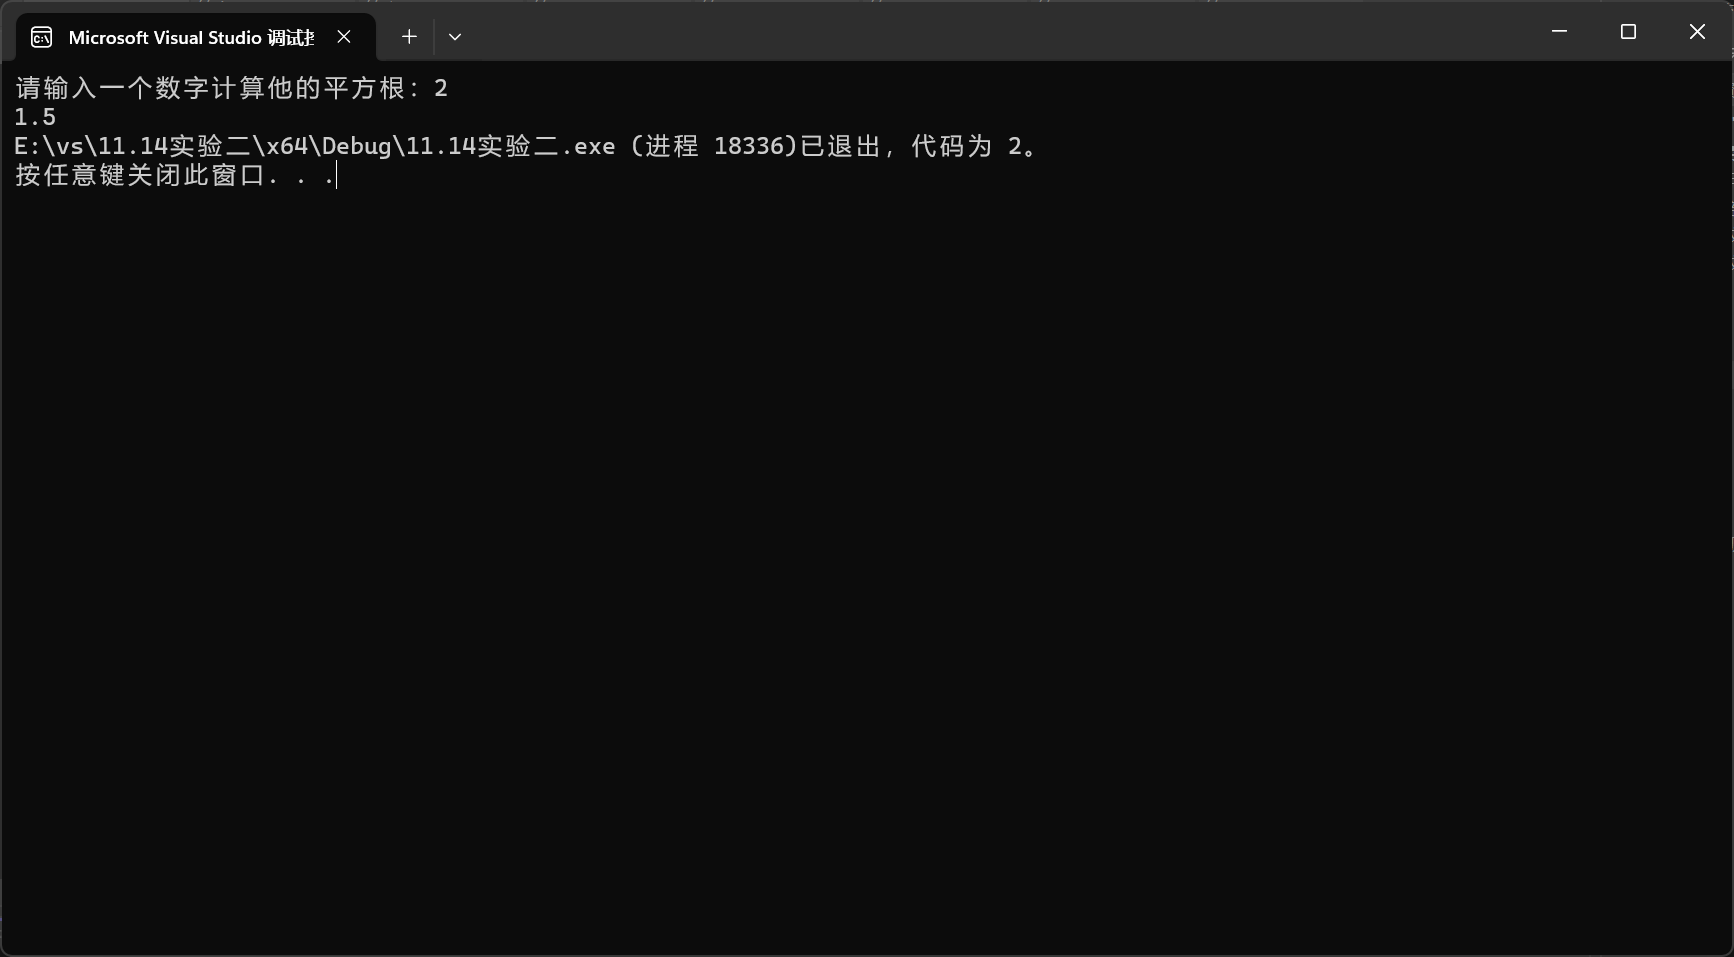 Microsoft Visual Studio 调试
请输入一个数字计算他的平方根：2
1.5
E:\vs\11.14实验二\x64\Debug\11.14实验二.exe (进程 18336)已退出，代码为 2。
按任意键关闭此窗口. . .